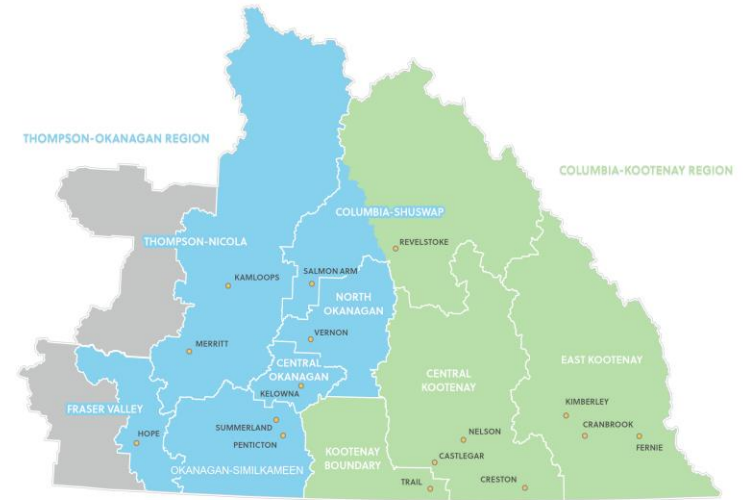 THOMPSON-OKANAGAN REGION
COLUMBIA-KOOTENAY REGION
COLUMBIA-SHUSWAP
THOMPSON-NICOLA
REVELSTOKE
SALMON ARM
KAMLOOPS
NORTH
OKANAGAN
VERNON
MERRITT
CENTRAL
OKANAGAN
KELOWNA
EAST KOOTENAY
CENTRAL
KOOTENAY
KIMBERLEY
FRASER VALLEY
SUMMERLAND
CRANBROOK
HOPE
PENTICTON
NELSON
FERNIE
KOOTENAY
BOUNDARY
CASTLEGAR
OKANAGAN-SIMILKAMEEN
TRAIL
CRESTON